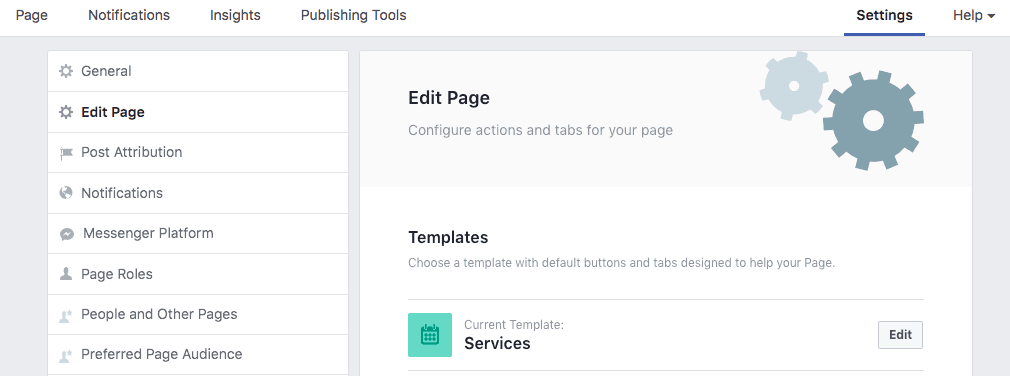 Page Notifications Insights Publishing Tools Settings Help
General
Edit Page
Post Attribution
Notifications
Messenger Platform
Page Roles
People and Other Pages
Preferred Page Audience
Edit Page
Configure actions and tabs for your page
Templates
Choose a template with default buttons and tabs designed to help your Page.
Current Template:
Services
Edit